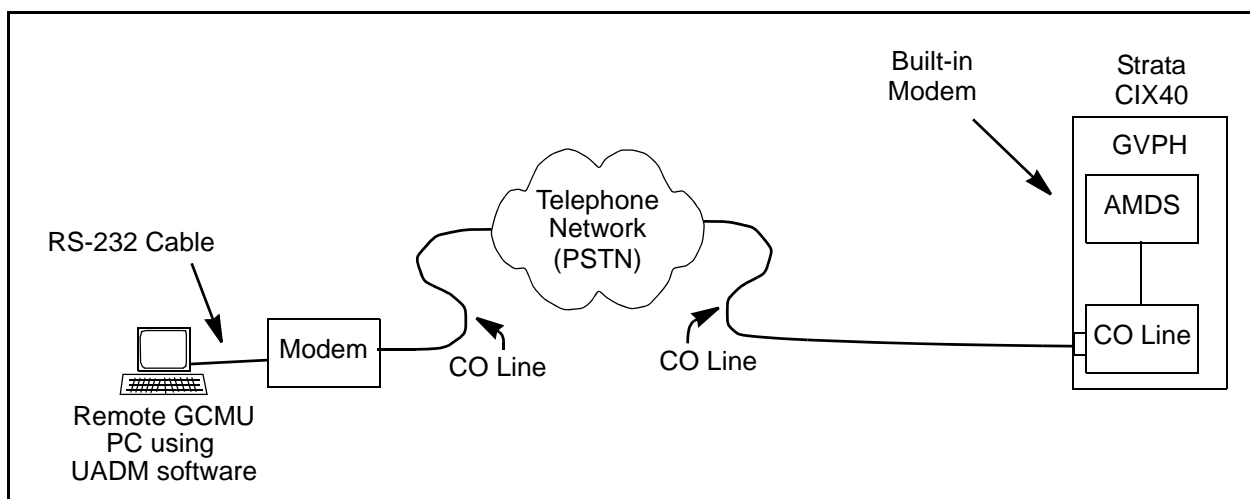 Built-in
Modem
Strata
CIX40
GVPH
AMDS
Telephone
Network
(PSTN)
RS-232 Cable
Modem
CO Line
CO Line
CO Line
Remote GCMU
PC using
UADM software